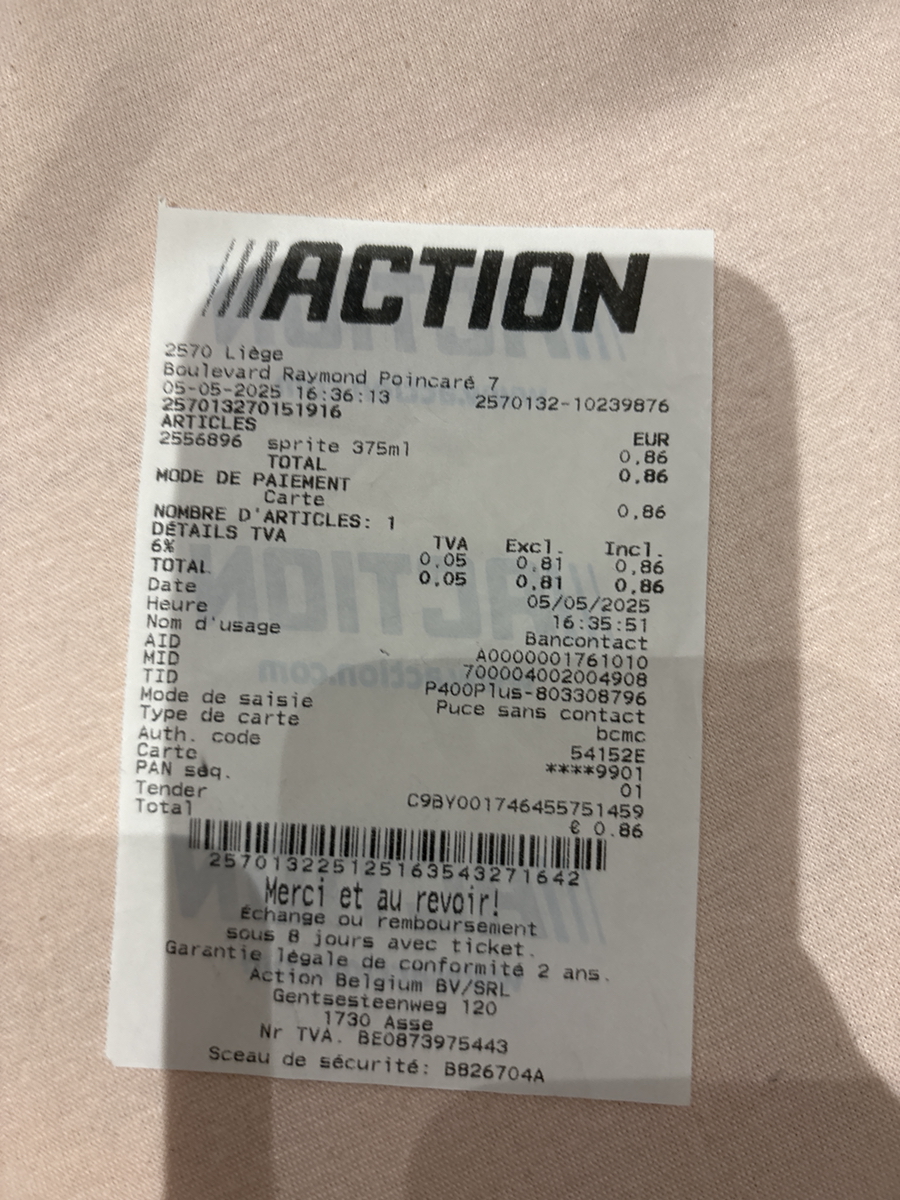 ACTION
2570 Liège
Boulevard Raymond Poincaré 7
05-05-2025 16:36:13 2570132-10239876
257013270151916
ARTICLES EUR
2556896 sprite 375ml 0,86
TOTAL 0,86
MODE DE PAIEMENT
Carte 0,86
NOMBRE D'ARTICLES: 1
DÉTAILS TVA TVA Excl. Incl.
6% 0,05 0,81 0,86
TOTAL 0,05 0,81 0,86
Date 05/05/2025
Heure 16:35:51
Nom d'usage Bancontact
AID A0000001761010
MID 700004002004908
TID P400Plus-803308796
Mode de saisie Puce sans contact
Type de carte bcmc
Auth. code 54152E
Carte ****9901
PAN séq. 01
Tender C9BY001746455751459
Total € 0.86
2570132251251635432 71642
Merci et au revoir!
Échange ou remboursement
sous 8 jours avec ticket.
Garantie légale de conformité 2 ans.
Action Belgium BV/SRL
Gentsesteenweg 120
1730 Asse
Nr TVA. BE0873975443
Sceau de sécurité: B826704A